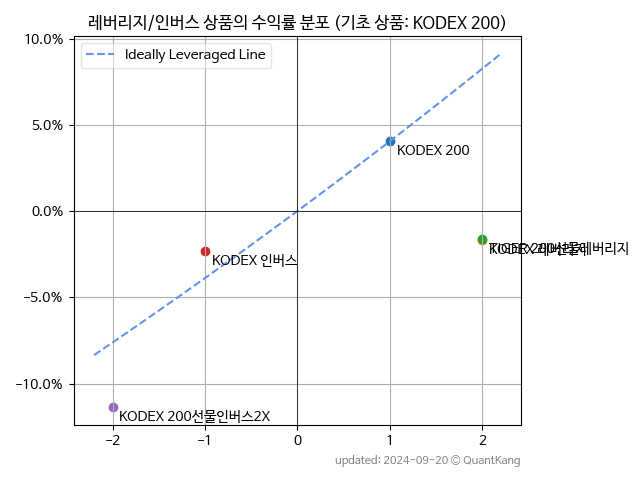 레버리지/인버스 상품의 수익률 분포 (기초 상품: KODEX 200)
10.0%
Ideally Leveraged Line
5.0%
KODEX 200
0.0%
KODEX 인버스
−5.0%
−10.0%
KODEX 200선물인버스2X
−2
−1
0
1
2
updated: 2024-09-20 © QuantKang